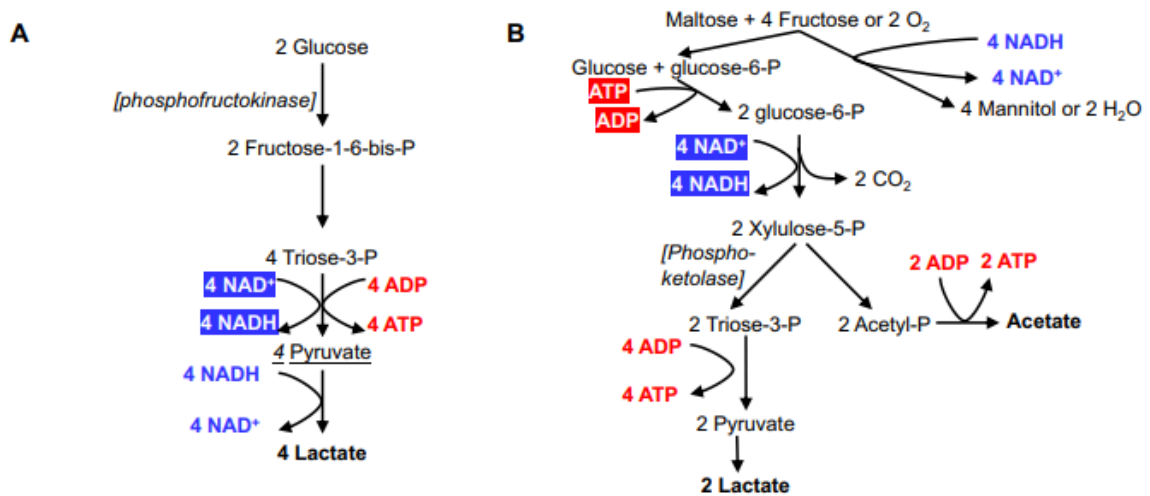 A
2 Glucose
[phosphofructokinase]
2 Fructose-1-6-bis-P
4 Triose-3-P
4 NAD⁺
4 ADP
4 NADH
4 ATP
4 Pyruvate
4 NADH
4 NAD⁺
4 Lactate
B
Maltose + 4 Fructose or 2 O₂
4 NADH
4 NAD⁺
Glucose + glucose-6-P
ATP
ADP
2 glucose-6-P
4 Mannitol or 2 H₂O
4 NAD⁺
4 NADH
2 CO₂
2 Xylulose-5-P
[Phospho-
ketolase]
2 ADP 2 ATP
2 Triose-3-P
2 Acetyl-P
Acetate
4 ADP
4 ATP
2 Pyruvate
2 Lactate